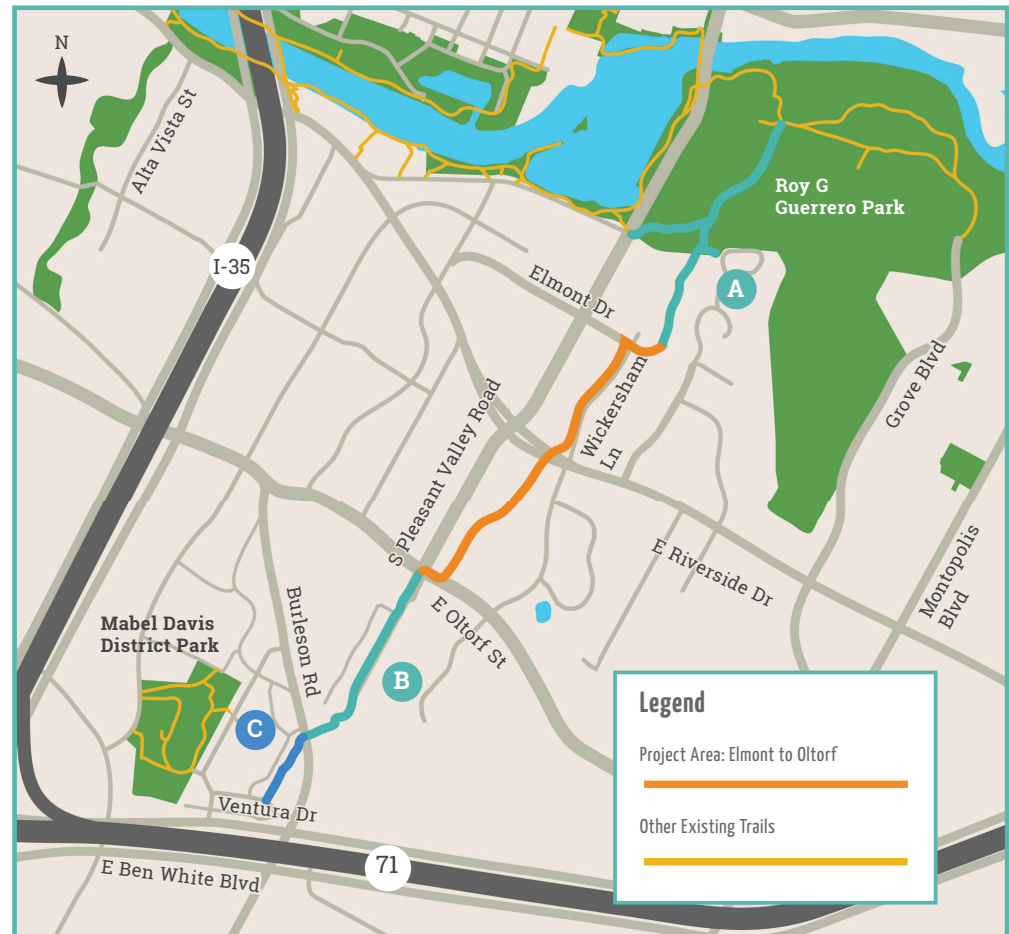 N
Alta Vista St
I-35
Roy G
Guerrero Park
A
Elmont Dr
Wickersham
Ln
Grove Blvd
S Pleasant Valley Road
E Riverside Dr
Montopolis
Blvd
E Oltorf St
Burleson Rd
Mabel Davis
District Park
B
C
Ventura Dr
71
E Ben White Blvd
Legend
Project Area: Elmont to Oltorf
Other Existing Trails